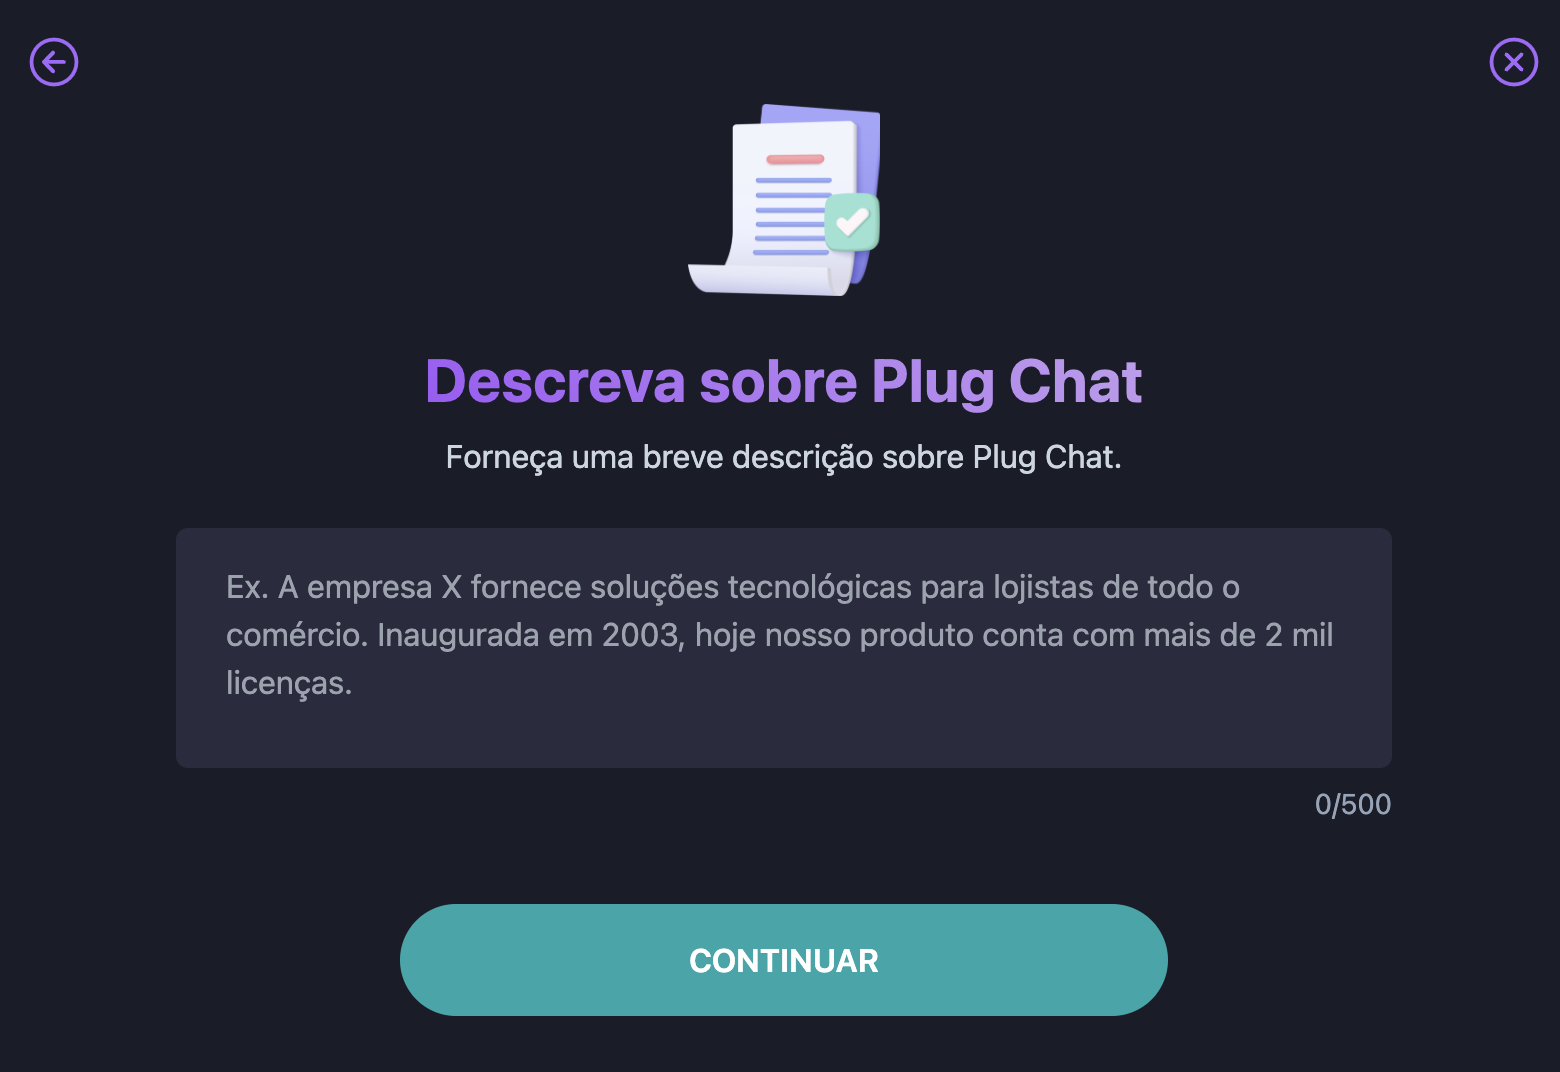 Descreva sobre Plug Chat
Forneça uma breve descrição sobre Plug Chat.
Ex. A empresa X fornece soluções tecnológicas para lojistas de todo o
comércio. Inaugurada em 2003, hoje nosso produto conta com mais de 2 mil
licenças.
0/500
CONTINUAR